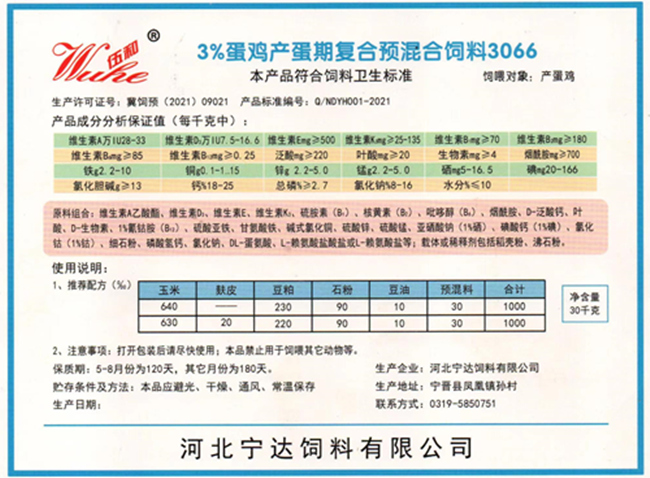 伍和
Wuhe
®
3%蛋鸡产蛋期复合预混合饲料3066
本产品符合饲料卫生标准 饲喂对象：产蛋鸡
生产许可证号：冀饲预（2021）09021 产品标准编号：Q/NDYH001-2021
产品成分分析保证值（每千克中）：
维生素A万IU28-33 维生素D₃万IU7.5-16.6 维生素Emg≥500 维生素K₃mg25-135 维生素B₁mg≥70 维生素B₂mg≥180
维生素B₆mg≥85 维生素B₁₂mg≥0.25 泛酸mg≥220 叶酸mg≥20 生物素mg≥4 烟酰胺mg≥700
铁g2.2-10 铜g0.1-1..15 锌g 2.2-5.0 锰g2.2-5.0 硒mg5-16.5 碘mg20-166
氯化胆碱g≥13 钙%18-25 总磷%≥2.7 氯化钠%8-16 水分%≤10
原料组合：维生素A乙酸酯、维生素D₃、维生素E、维生素K₃、硫胺素（B₁）、核黄素（B₂）、吡哆醇（B₆）、烟酰胺、D-泛酸钙、叶
酸、D-生物素、1%氰钴胺（B₁₂）、硫酸亚铁、甘氨酸铁、碱式氯化铜、硫酸锌、硫酸锰、亚硒酸钠（1%硒）、碘酸钙（1%碘）、氯化
钴（1%钴）、细石粉、磷酸氢钙、氯化钠、DL-蛋氨酸、L-赖氨酸盐酸盐或L-赖氨酸盐等；载体或稀释剂包括稻壳粉、沸石粉。
使用说明：
1、推荐配方（‰）
玉米 麸皮 豆粕 石粉 豆油 预混料 合计
640 —— 230 90 10 30 1000
630 20 220 90 10 30 1000
净含量
30千克
2、注意事项：打开包装后请尽快使用；本品禁止用于饲喂其它动物等。
保质期：5-8月份为120天，其它月份为180天。 生产企业：河北宁达饲料有限公司
贮存条件及方法：本品应避光、干燥、通风、常温保存 生产地址：宁晋县凤凰镇孙村
生产日期： 联系方式：0319-5850751
河北宁达饲料有限公司